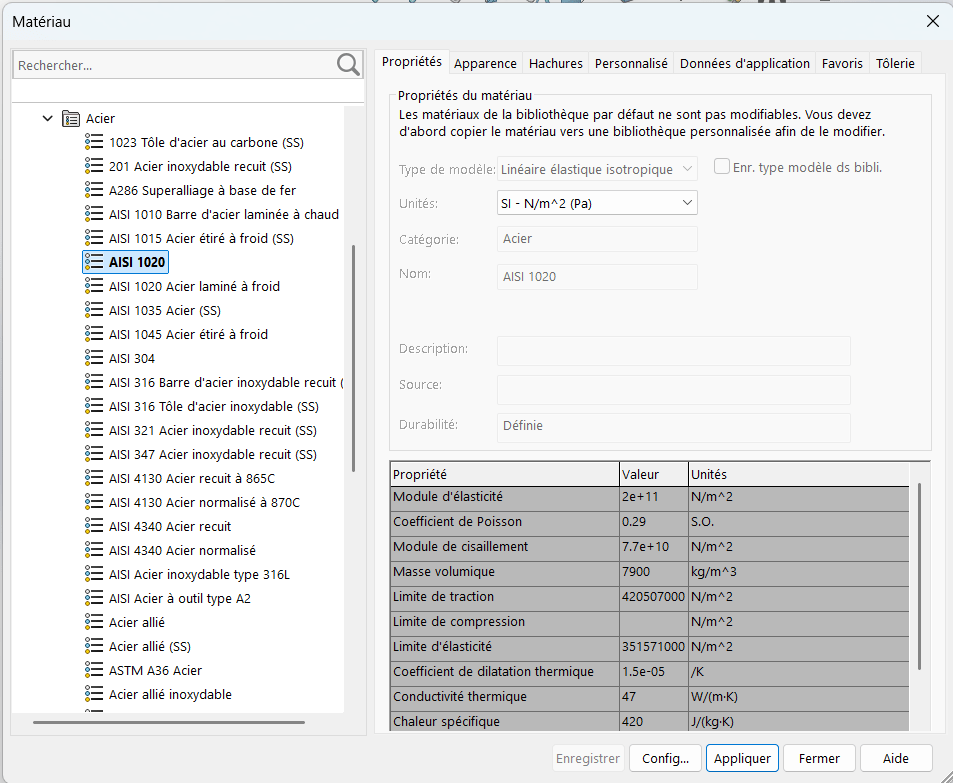 Matériau
Rechercher...
Acier
1023 Tôle d'acier au carbone (SS)
201 Acier inoxydable recuit (SS)
A286 Superalliage à base de fer
AISI 1010 Barre d'acier laminée à chaud
AISI 1015 Acier étiré à froid (SS)
AISI 1020
AISI 1020 Acier laminé à froid
AISI 1035 Acier (SS)
AISI 1045 Acier étiré à froid
AISI 304
AISI 316 Barre d'acier inoxydable recuit (
AISI 316 Tôle d'acier inoxydable (SS)
AISI 321 Acier inoxydable recuit (SS)
AISI 347 Acier inoxydable recuit (SS)
AISI 4130 Acier recuit à 865C
AISI 4130 Acier normalisé à 870C
AISI 4340 Acier recuit
AISI 4340 Acier normalisé
AISI Acier inoxydable type 316L
AISI Acier à outil type A2
Acier allié
Acier allié (SS)
ASTM A36 Acier
Acier allié inoxydable
Propriétés Apparence Hachures Personnalisé Données d'application Favoris Tôlerie
Propriétés du matériau
Les matériaux de la bibliothèque par défaut ne sont pas modifiables. Vous devez
d'abord copier le matériau vers une bibliothèque personnalisée afin de le modifier.
Type de modèle: Linéaire élastique isotropique Enr. type modèle ds bibli.
Unités: SI - N/m^2 (Pa)
Catégorie: Acier
Nom: AISI 1020
Description:
Source:
Durabilité: Définie
Propriété Valeur Unités
Module d'élasticité 2e+11 N/m^2
Coefficient de Poisson 0.29 S.O.
Module de cisaillement 7.7e+10 N/m^2
Masse volumique 7900 kg/m^3
Limite de traction 420507000 N/m^2
Limite de compression N/m^2
Limite d'élasticité 351571000 N/m^2
Coefficient de dilatation thermique 1.5e-05 /K
Conductivité thermique 47 W/(m·K)
Chaleur spécifique 420 J/(kg·K)
Enregistrer Config... Appliquer Fermer Aide